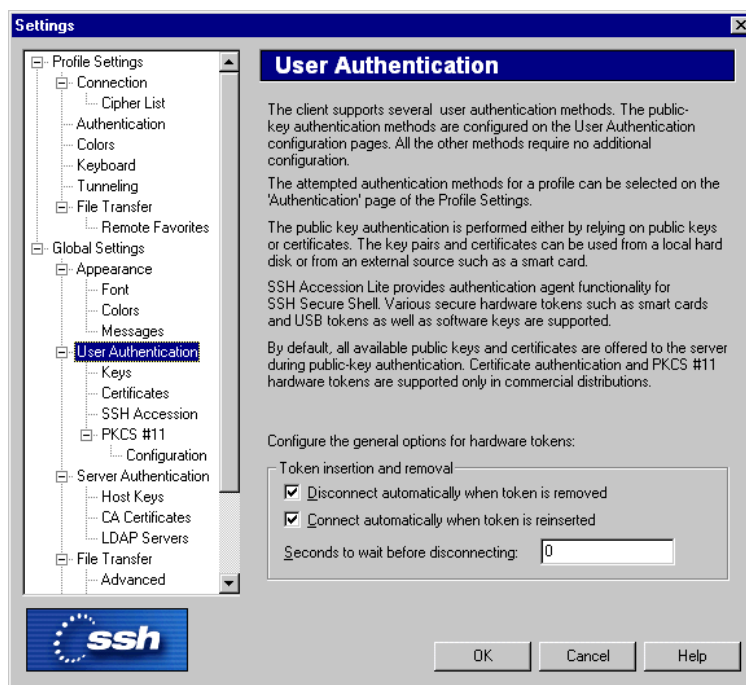 Settings
Profile Settings
Connection
Cipher List
Authentication
Colors
Keyboard
Tunneling
File Transfer
Remote Favorites
Global Settings
Appearance
Font
Colors
Messages
User Authentication
Keys
Certificates
SSH Accession
PKCS #11
Configuration
Server Authentication
Host Keys
CA Certificates
LDAP Servers
File Transfer
Advanced
ssh
User Authentication
The client supports several user authentication methods. The public-
key authentication methods are configured on the User Authentication
configuration pages. All the other methods require no additional
configuration.
The attempted authentication methods for a profile can be selected on the
'Authentication' page of the Profile Settings.
The public key authentication is performed either by relying on public keys
or certificates. The key pairs and certificates can be used from a local hard
disk or from an external source such as a smart card.
SSH Accession Lite provides authentication agent functionality for
SSH Secure Shell. Various secure hardware tokens such as smart cards
and USB tokens as well as software keys are supported.
By default, all available public keys and certificates are offered to the server
during public-key authentication. Certificate authentication and PKCS #11
hardware tokens are supported only in commercial distributions.
Configure the general options for hardware tokens:
Token insertion and removal
Disconnect automatically when token is removed
Connect automatically when token is reinserted
Seconds to wait before disconnecting: 0
OK Cancel Help